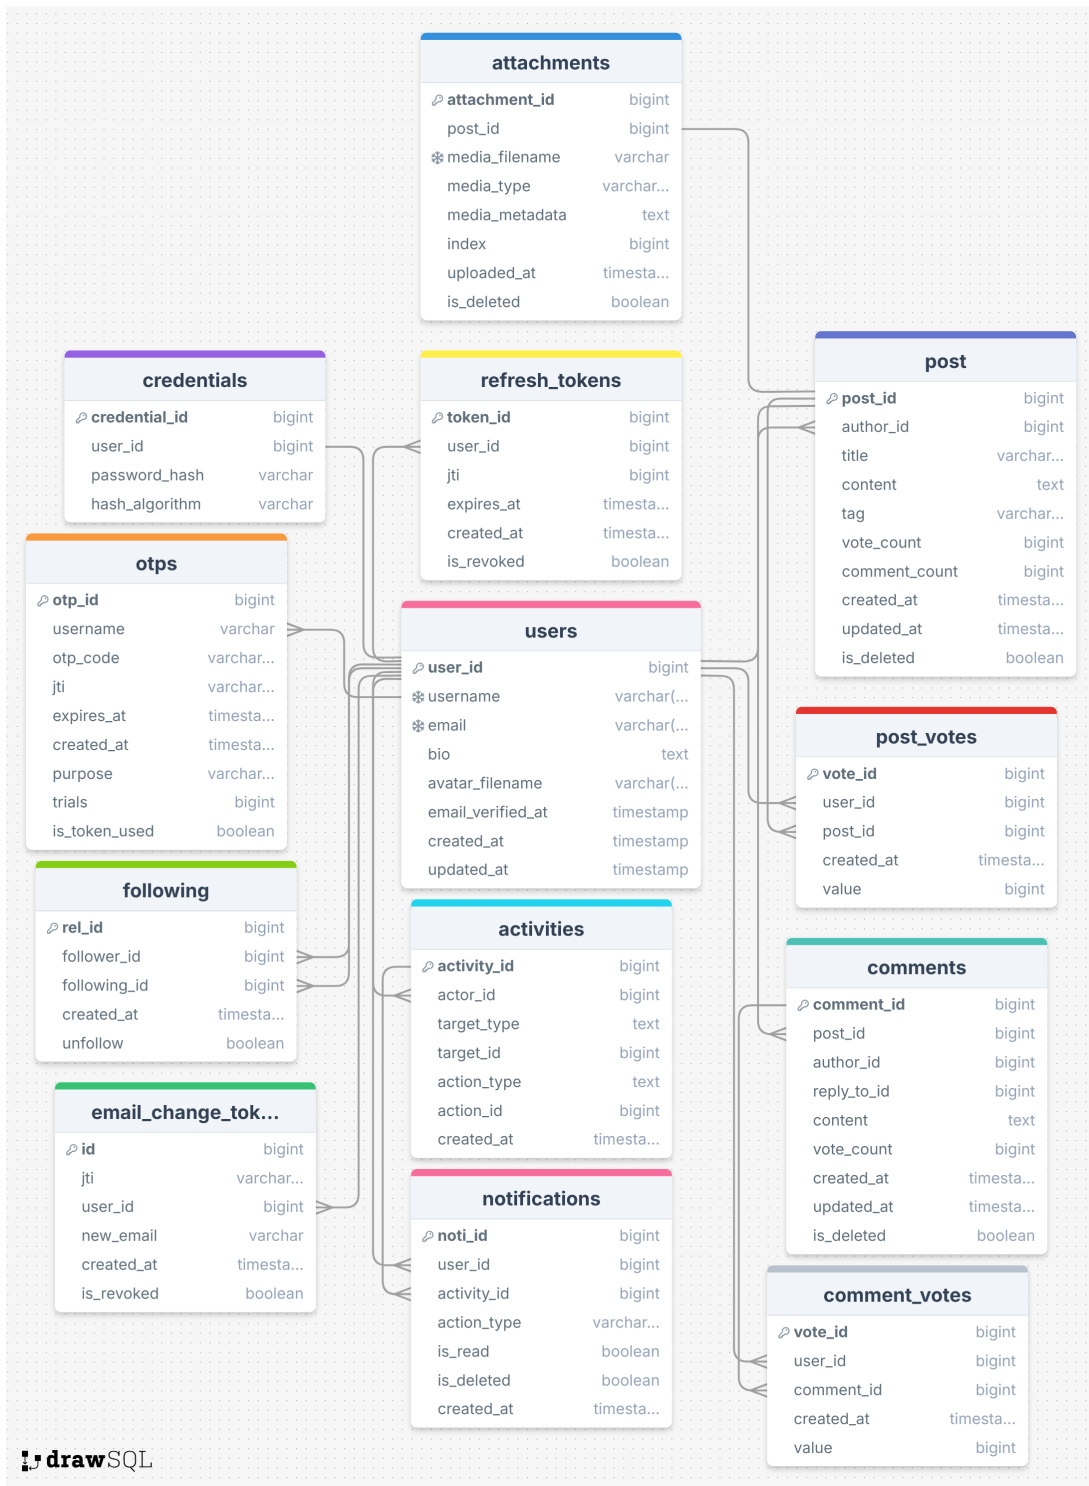 attachments
attachment_id bigint
post_id bigint
media_filename varchar
media_type varchar...
media_metadata text
index bigint
uploaded_at timesta...
is_deleted boolean
credentials
credential_id bigint
user_id bigint
password_hash varchar
hash_algorithm varchar
refresh_tokens
token_id bigint
user_id bigint
jti bigint
expires_at timesta...
created_at timesta...
is_revoked boolean
post
post_id bigint
author_id bigint
title varchar...
content text
tag varchar...
vote_count bigint
comment_count bigint
created_at timesta...
updated_at timesta...
is_deleted boolean
otps
otp_id bigint
username varchar
otp_code varchar...
jti varchar...
expires_at timesta...
created_at timesta...
purpose varchar...
trials bigint
is_token_used boolean
users
user_id bigint
username varchar(...
email varchar(...
bio text
avatar_filename varchar(...
email_verified_at timestamp
created_at timestamp
updated_at timestamp
post_votes
vote_id bigint
user_id bigint
post_id bigint
created_at timesta...
value bigint
following
rel_id bigint
follower_id bigint
following_id bigint
created_at timesta...
unfollow boolean
activities
activity_id bigint
actor_id bigint
target_type text
target_id bigint
action_type text
action_id bigint
created_at timesta...
comments
comment_id bigint
post_id bigint
author_id bigint
reply_to_id bigint
content text
vote_count bigint
created_at timesta...
updated_at timesta...
is_deleted boolean
email_change_tok...
id bigint
jti varchar...
user_id bigint
new_email varchar
created_at timesta...
is_revoked boolean
notifications
noti_id bigint
user_id bigint
activity_id bigint
action_type varchar...
is_read boolean
is_deleted boolean
created_at timesta...
comment_votes
vote_id bigint
user_id bigint
comment_id bigint
created_at timesta...
value bigint
drawSQL